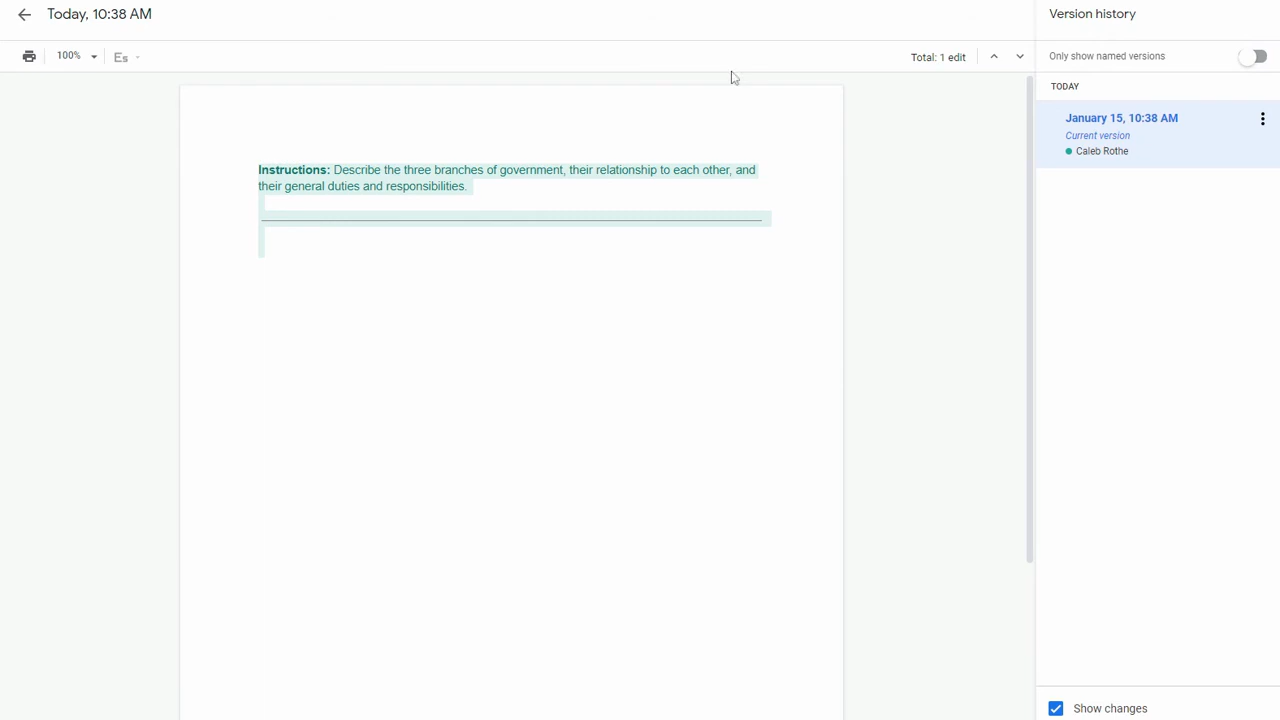 Today, 10:38 AM
Version history
100%
Es
Total: 1 edit
Only show named versions
TODAY
January 15, 10:38 AM
Current version
Caleb Rothe
Instructions: Describe the three branches of government, their relationship to each other, and
their general duties and responsibilities.
Show changes